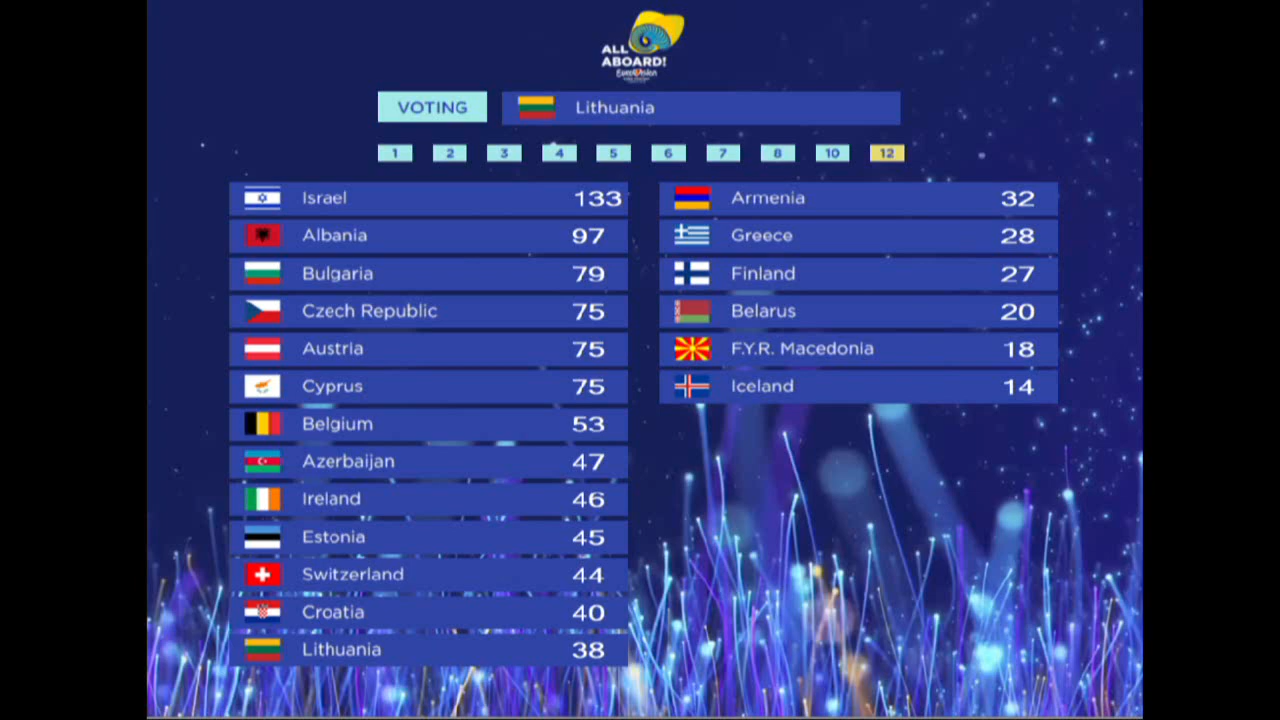 ALL
ABOARD!
EUROVISION
VOTING Lithuania
1 2 3 4 5 6 7 8 10 12
Israel 133
Albania 97
Bulgaria 79
Czech Republic 75
Austria 75
Cyprus 75
Belgium 53
Azerbaijan 47
Ireland 46
Estonia 45
Switzerland 44
Croatia 40
Lithuania 38
Armenia 32
Greece 28
Finland 27
Belarus 20
F.Y.R. Macedonia 18
Iceland 14